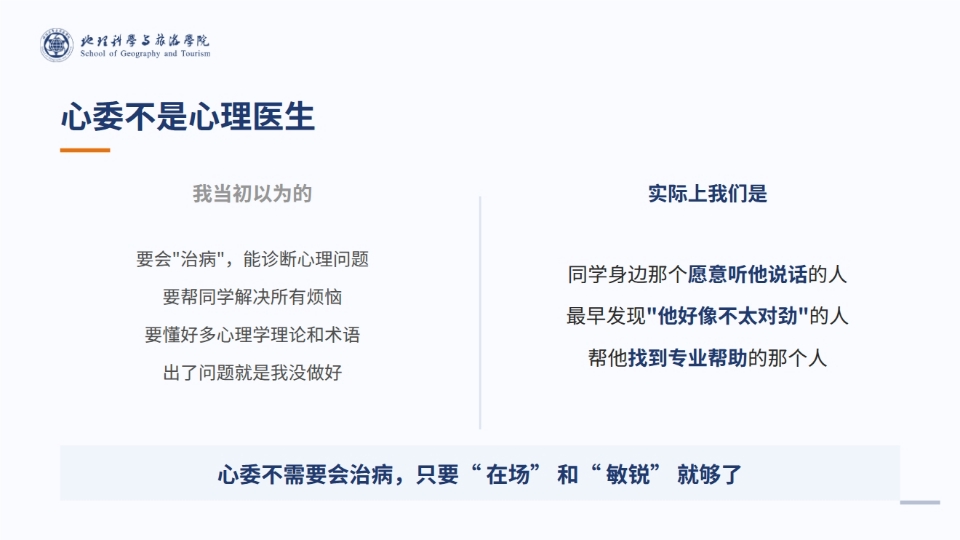 地理科学与旅游学院
School of Geography and Tourism
心委不是心理医生
我当初以为的
要会"治病"，能诊断心理问题
要帮同学解决所有烦恼
要懂好多心理学理论和术语
出了问题就是我没做好
实际上我们是
同学身边那个愿意听他说话的人
最早发现"他好像不太对劲"的人
帮他找到专业帮助的那个人
心委不需要会治病，只要“在场” 和“敏锐” 就够了